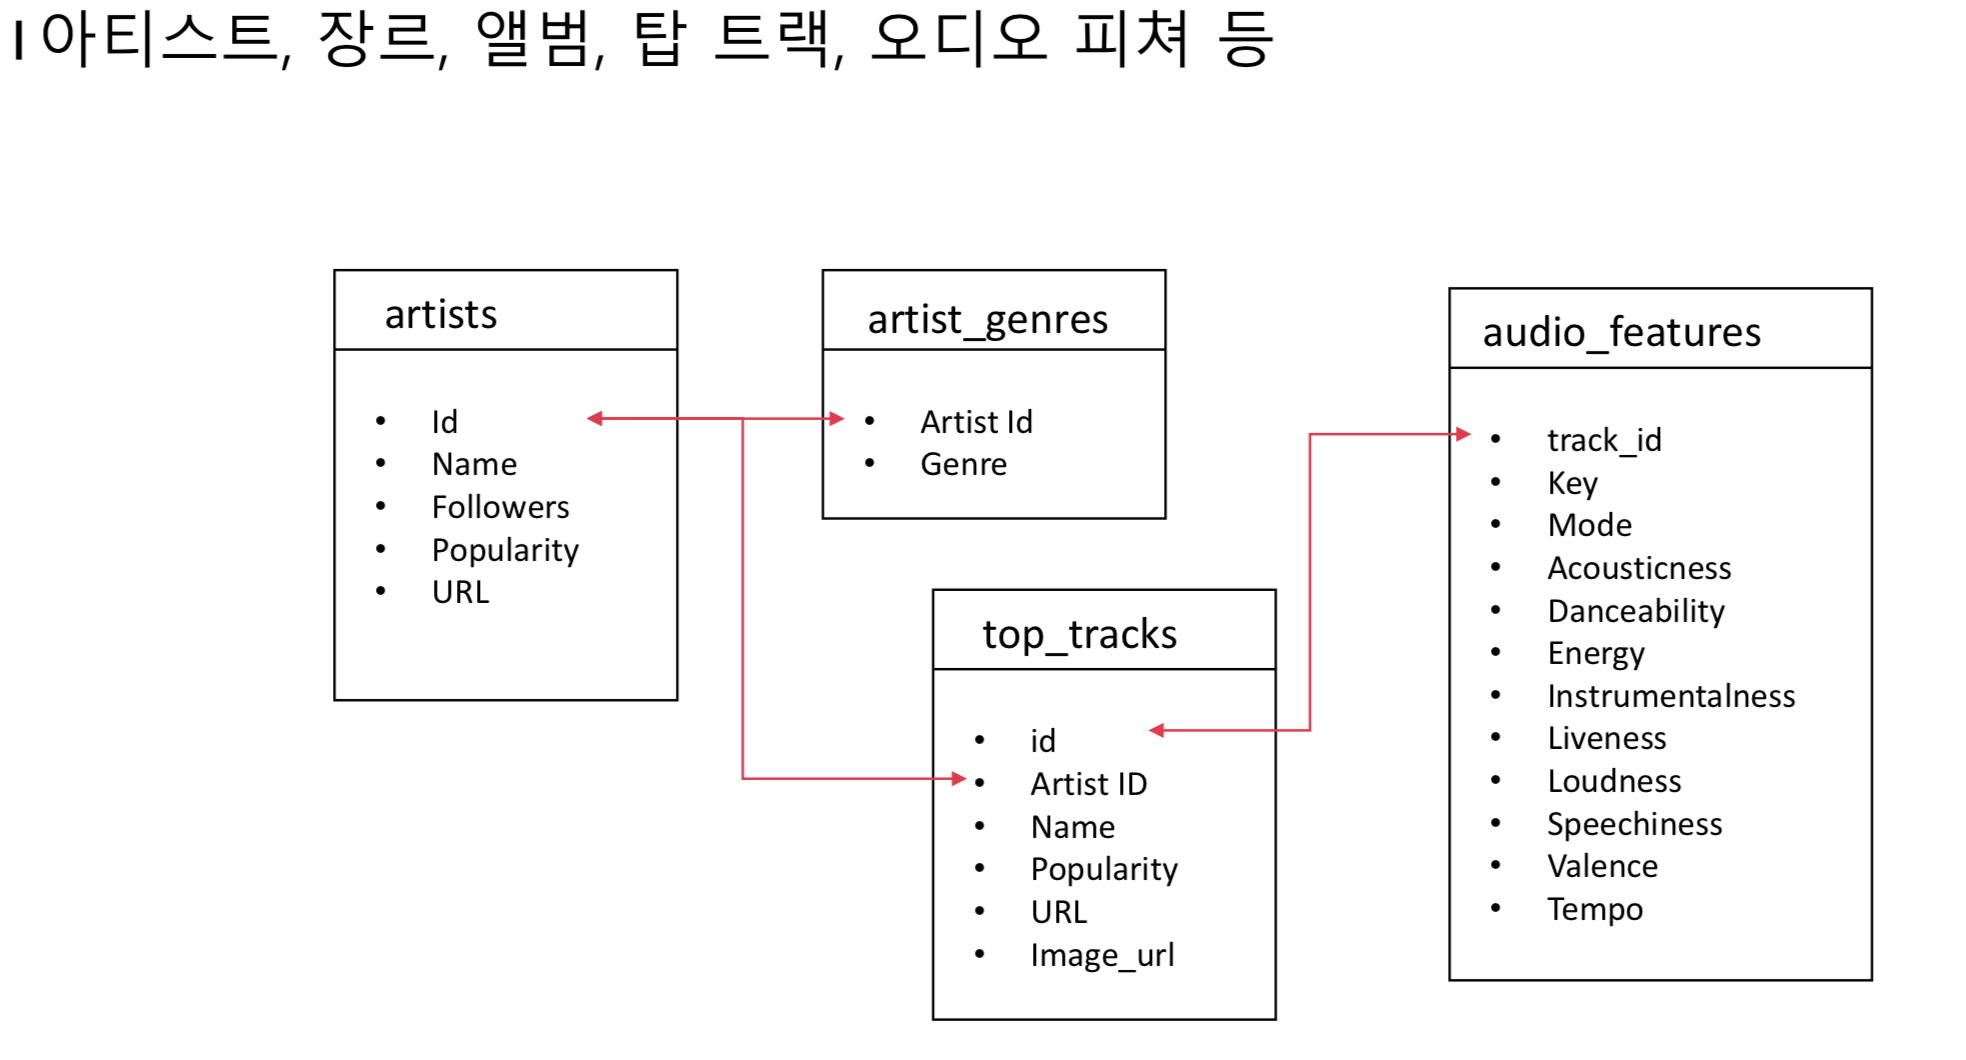 I 아티스트, 장르, 앨범, 탑 트랙, 오디오 피쳐 등
artists
• Id
• Name
• Followers
• Popularity
• URL
artist_genres
• Artist Id
• Genre
top_tracks
• id
• Artist ID
• Name
• Popularity
• URL
• Image_url
audio_features
• track_id
• Key
• Mode
• Acousticness
• Danceability
• Energy
• Instrumentalness
• Liveness
• Loudness
• Speechiness
• Valence
• Tempo